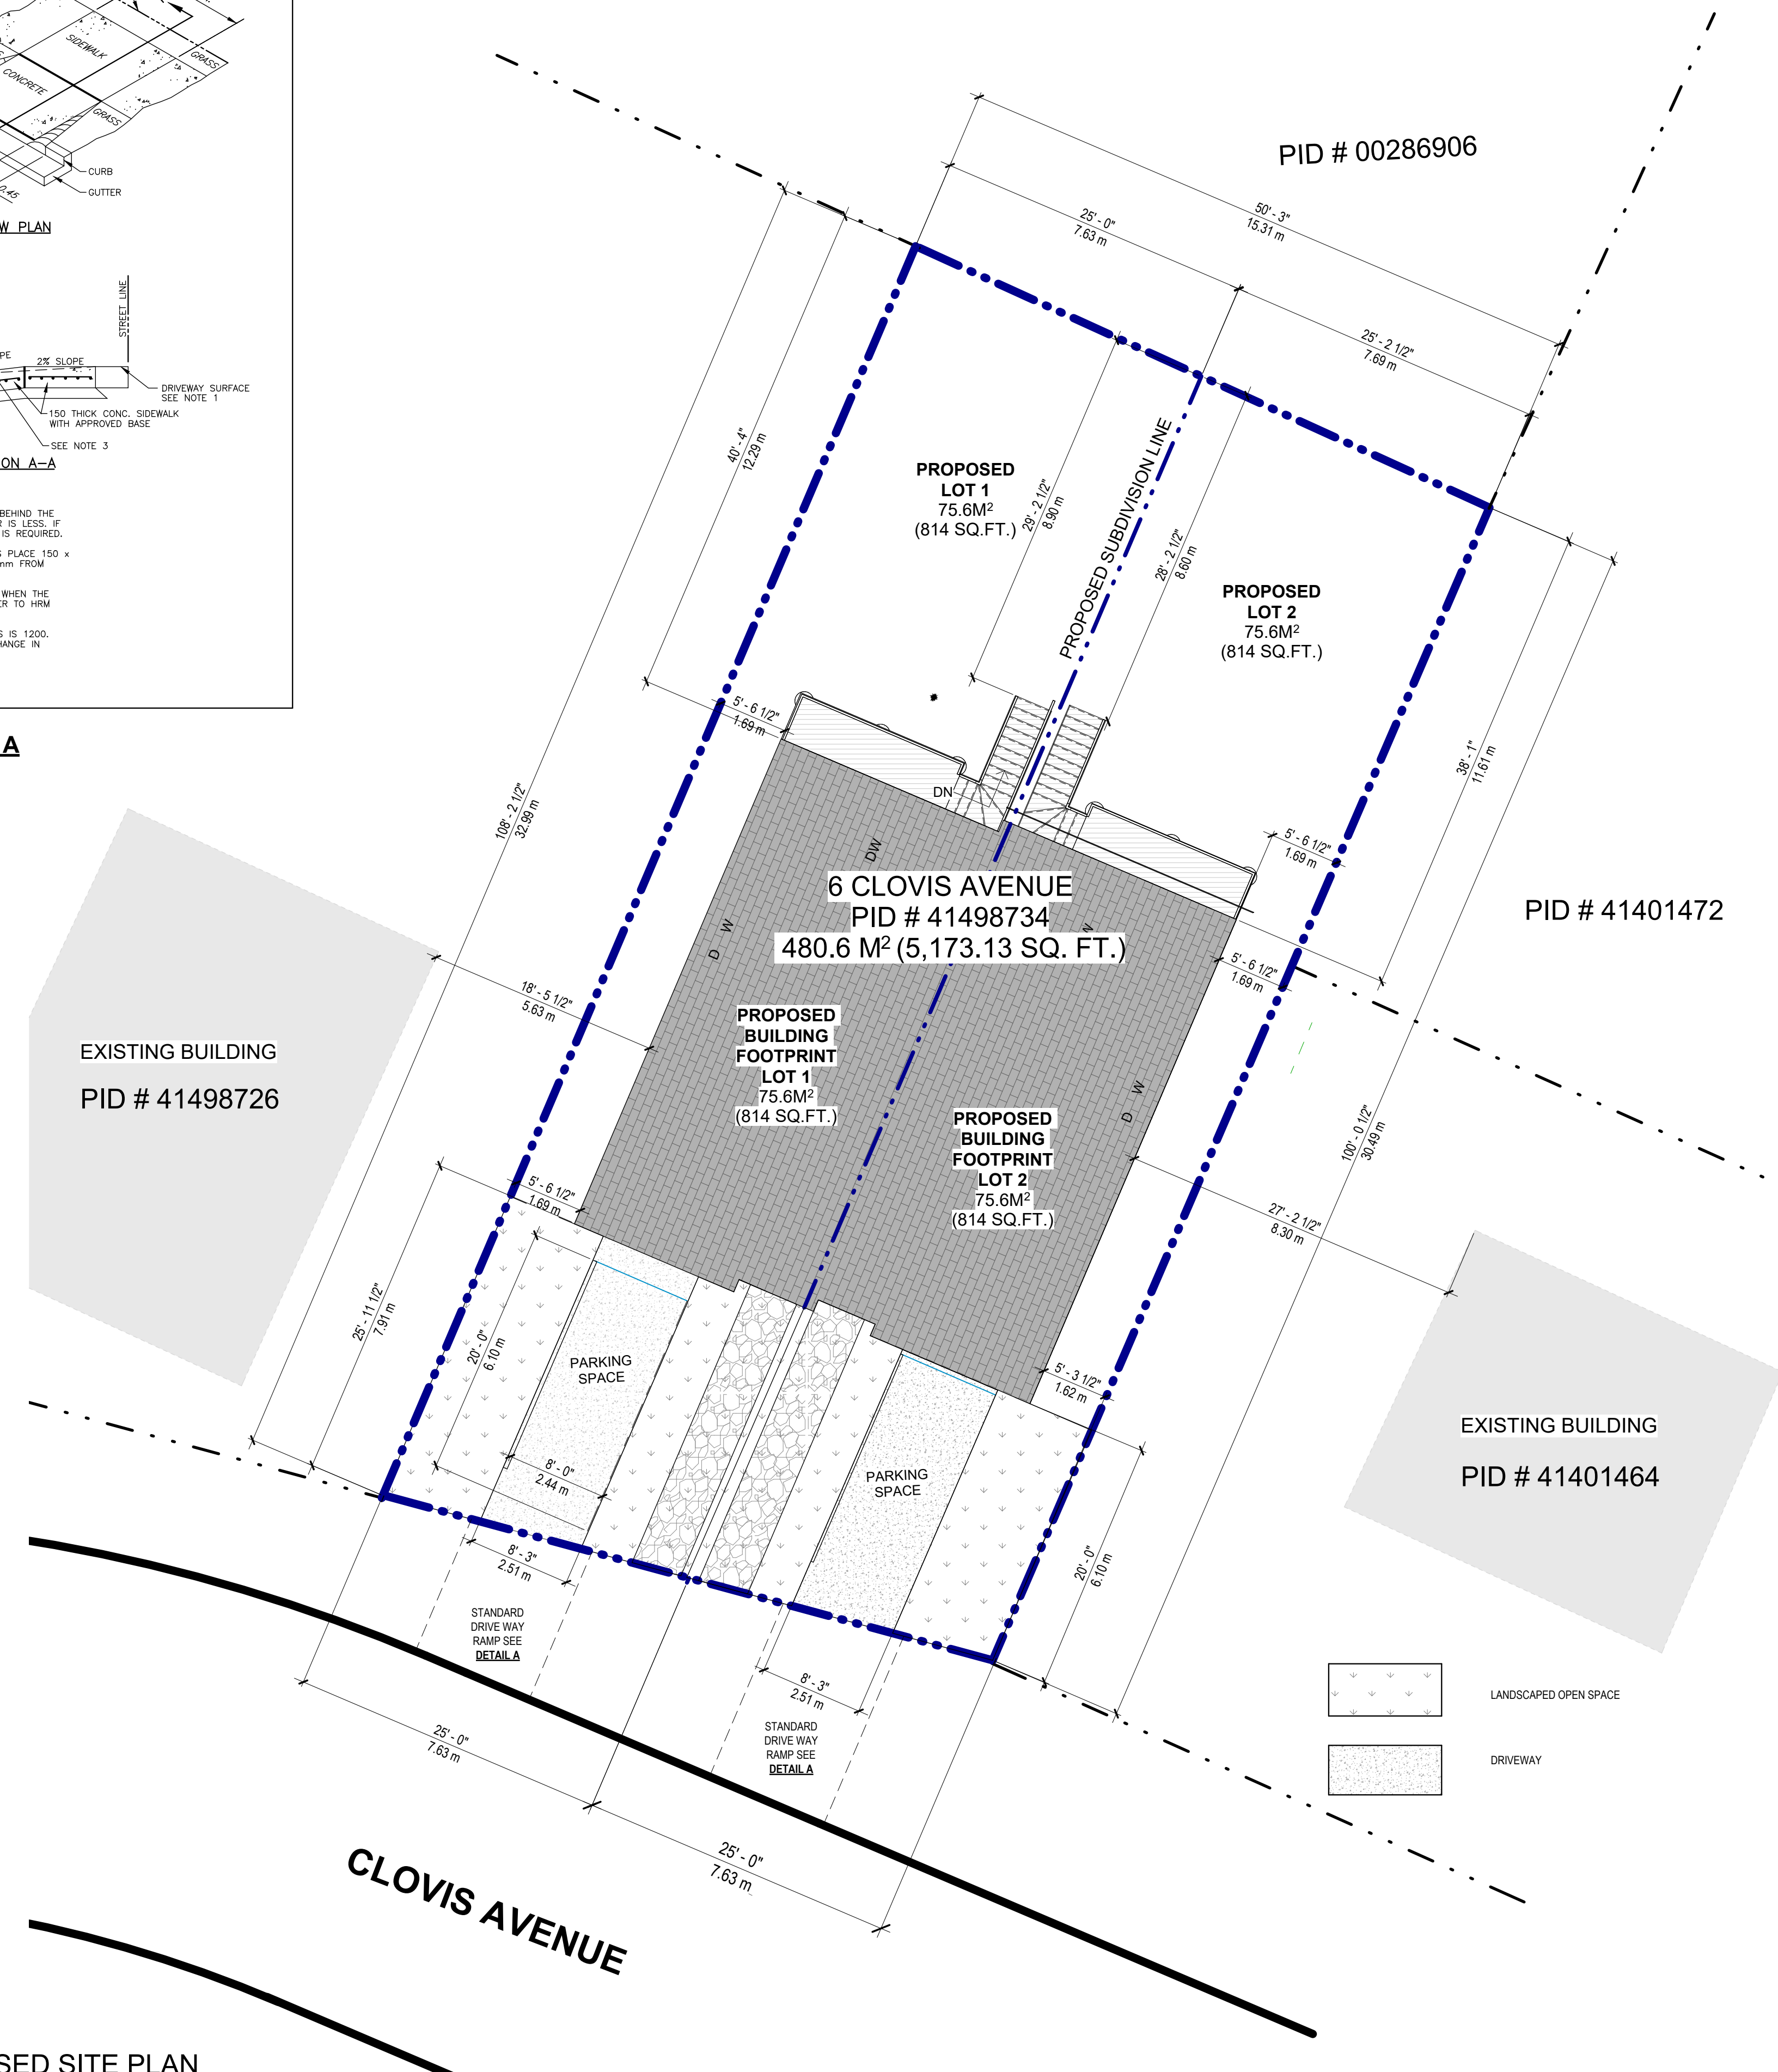 SIDEWALK
GRASS
CONCRETE
GRASS
CURB
GUTTER
0.45
PLAN
STREET LINE
2% SLOPE
DRIVEWAY SURFACE
SEE NOTE 1
150 THICK CONC. SIDEWALK
WITH APPROVED BASE
SEE NOTE 3
A-A
BEHIND THE
IS LESS. IF
IS REQUIRED.
PLACE 150 x
FROM
WHEN THE
TO HRM
IS 1200.
IN
A
PID # 00286906
50' - 3"
15.31 m
25' - 0"
7.63 m
25' - 2 1/2"
7.69 m
40' - 4"
12.29 m
PROPOSED
LOT 1
75.6M²
(814 SQ.FT.)
29' - 2 1/2"
8.90 m
PROPOSED SUBDIVISION LINE
28' - 2 1/2"
8.60 m
PROPOSED
LOT 2
75.6M²
(814 SQ.FT.)
5' - 6 1/2"
1.69 m
38' - 1"
11.61 m
108' - 2 1/2"
32.99 m
DN
DW
5' - 6 1/2"
1.69 m
6 CLOVIS AVENUE
PID # 41498734
480.6 M² (5,173.13 SQ. FT.)
D W
W
PID # 41401472
5' - 6 1/2"
1.69 m
18' - 5 1/2"
5.63 m
EXISTING BUILDING
PID # 41498726
PROPOSED
BUILDING
FOOTPRINT
LOT 1
75.6M²
(814 SQ.FT.)
D W
PROPOSED
BUILDING
FOOTPRINT
LOT 2
75.6M²
(814 SQ.FT.)
100' - 0 1/2"
30.49 m
5' - 6 1/2"
1.69 m
27' - 2 1/2"
8.30 m
25' - 11 1/2"
7.91 m
20' - 0"
6.10 m
PARKING
SPACE
5' - 3 1/2"
1.62 m
EXISTING BUILDING
PID # 41401464
8' - 0"
2.44 m
PARKING
SPACE
8' - 3"
2.51 m
20' - 0"
6.10 m
STANDARD
DRIVE WAY
RAMP SEE
DETAIL A
8' - 3"
2.51 m
STANDARD
DRIVE WAY
RAMP SEE
DETAIL A
LANDSCAPED OPEN SPACE
DRIVEWAY
25' - 0"
7.63 m
25' - 0"
7.63 m
CLOVIS AVENUE
SITE PLAN